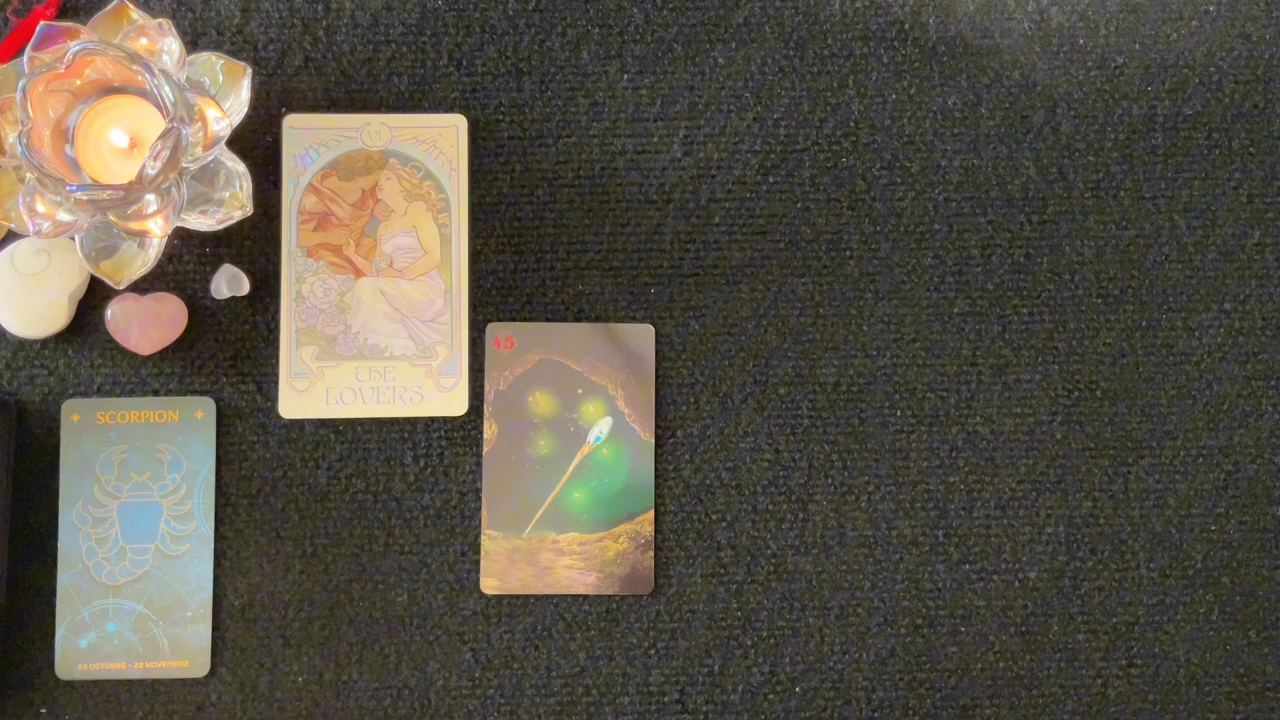 VI
THE
LOVERS
45
SCORPION
23 OCTOBRE - 22 NOVEMBRE